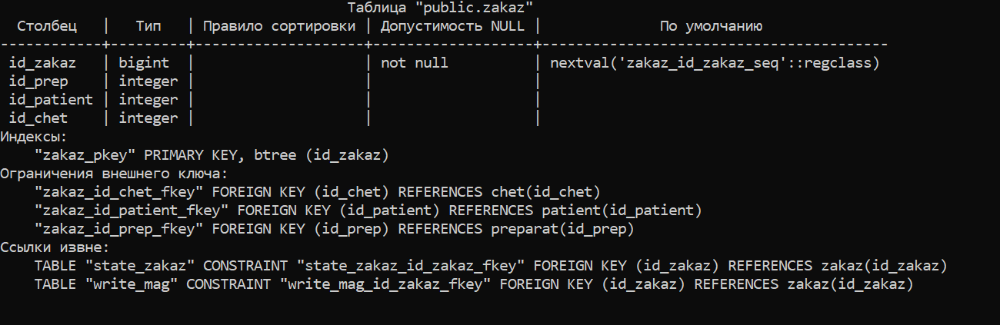 Таблица "public.zakaz"
Столбец | Тип | Правило сортировки | Допустимость NULL | По умолчанию
------------+---------+--------------------+-------------------+-----------------------------------------
id_zakaz | bigint | | not null | nextval('zakaz_id_zakaz_seq'::regclass)
id_prep | integer | | |
id_patient | integer | | |
id_chet | integer | | |
Индексы:
"zakaz_pkey" PRIMARY KEY, btree (id_zakaz)
Ограничения внешнего ключа:
"zakaz_id_chet_fkey" FOREIGN KEY (id_chet) REFERENCES chet(id_chet)
"zakaz_id_patient_fkey" FOREIGN KEY (id_patient) REFERENCES patient(id_patient)
"zakaz_id_prep_fkey" FOREIGN KEY (id_prep) REFERENCES preparat(id_prep)
Ссылки извне:
TABLE "state_zakaz" CONSTRAINT "state_zakaz_id_zakaz_fkey" FOREIGN KEY (id_zakaz) REFERENCES zakaz(id_zakaz)
TABLE "write_mag" CONSTRAINT "write_mag_id_zakaz_fkey" FOREIGN KEY (id_zakaz) REFERENCES zakaz(id_zakaz)